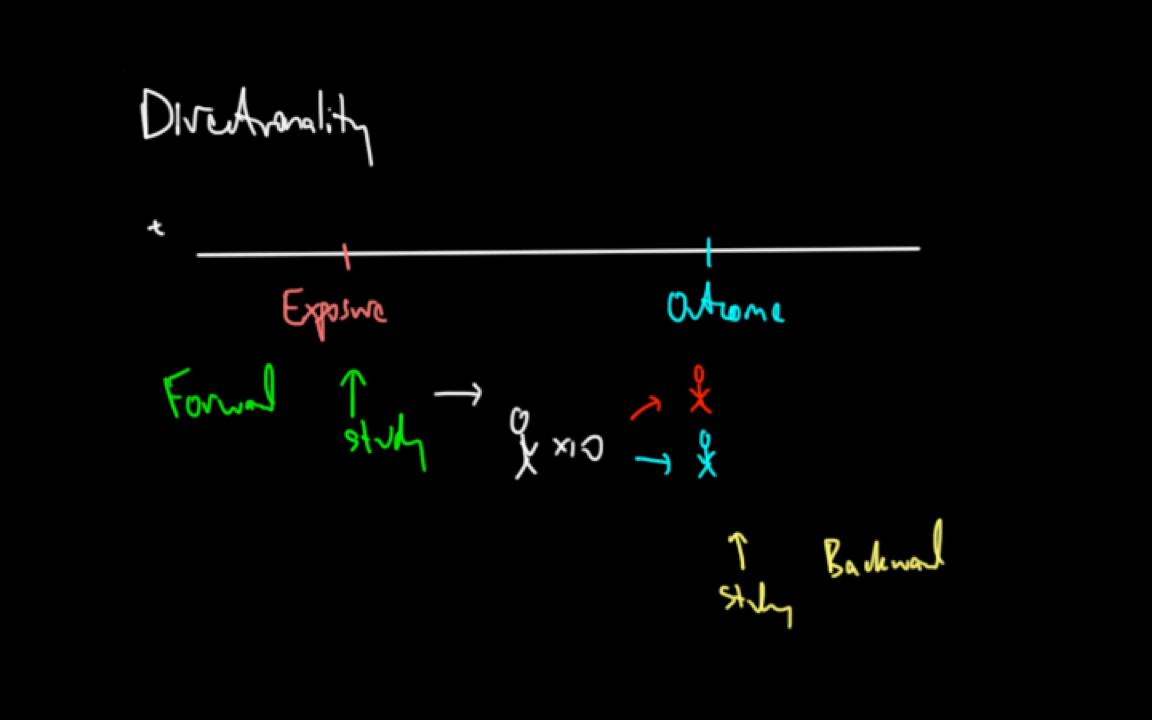 Directionality
t
Exposure
Outcome
Forward
study
x10
study
Backward